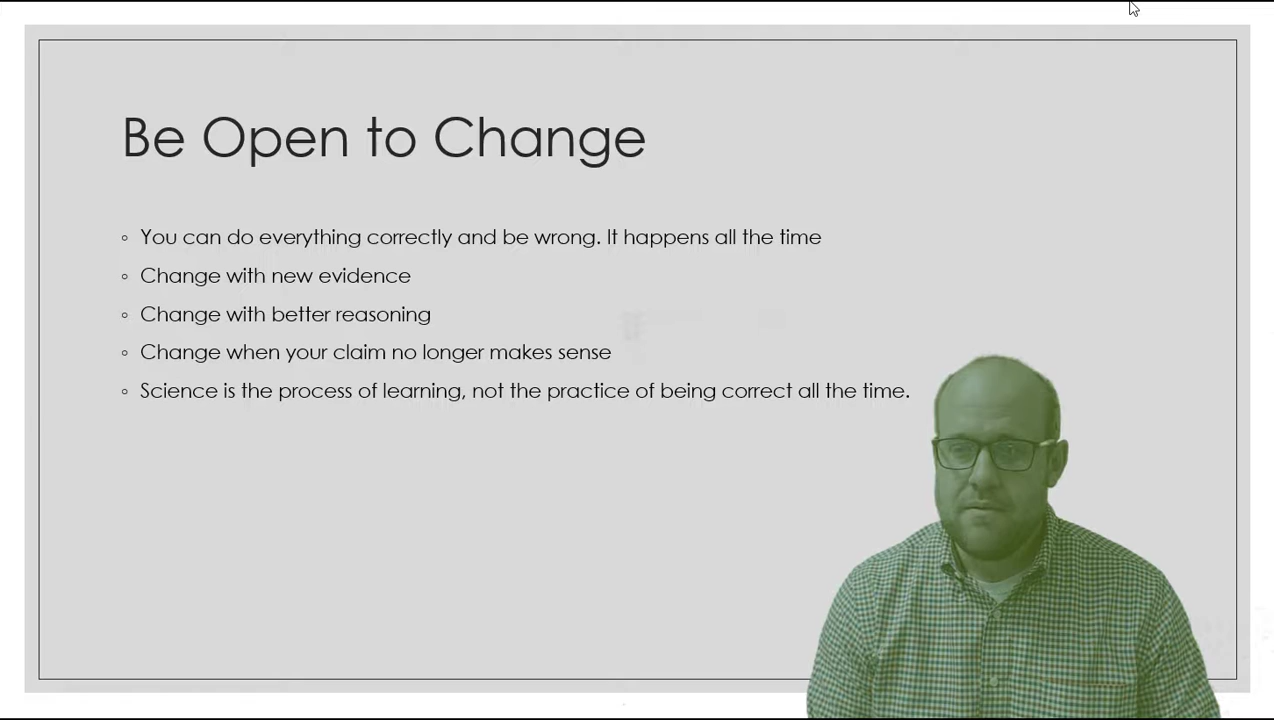 Be Open to Change
You can do everything correctly and be wrong. It happens all the time
Change with new evidence
Change with better reasoning
Change when your claim no longer makes sense
Science is the process of learning, not the practice of being correct all the time.